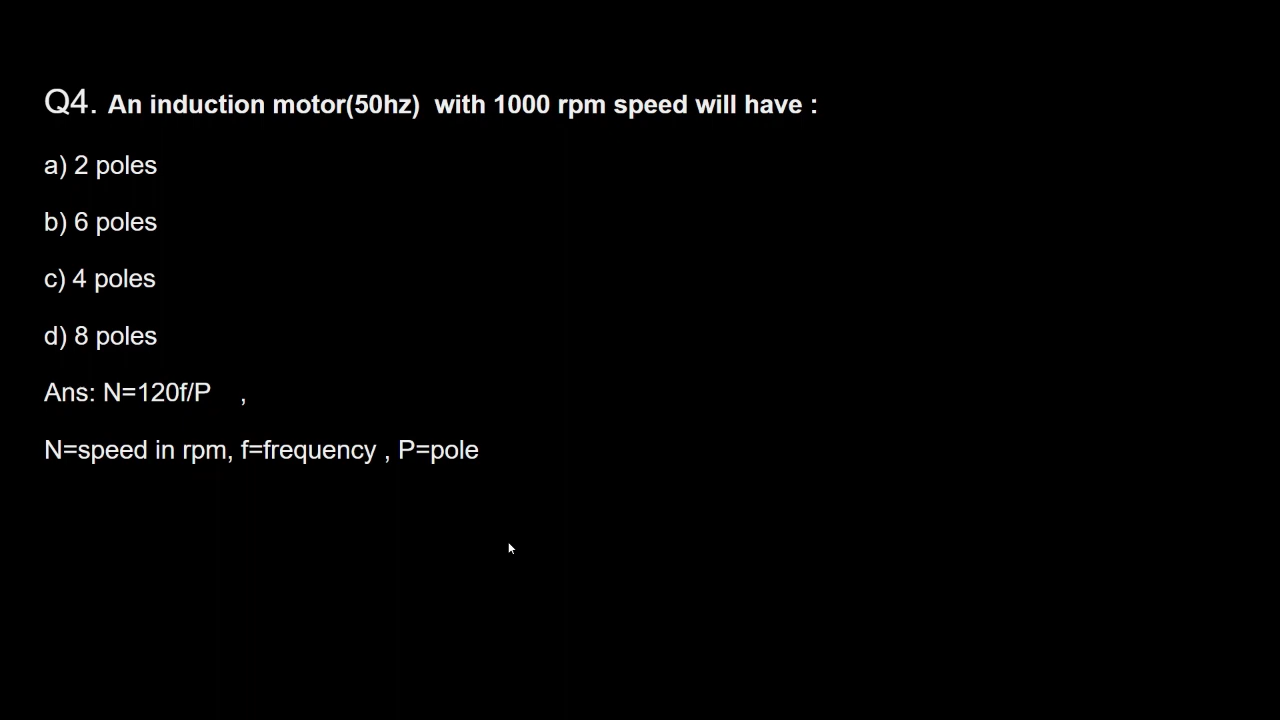 Q4. An induction motor(50hz)  with 1000 rpm speed will have :
a) 2 poles
b) 6 poles
c) 4 poles
d) 8 poles
Ans: N=120f/P    ,
N=speed in rpm, f=frequency , P=pole